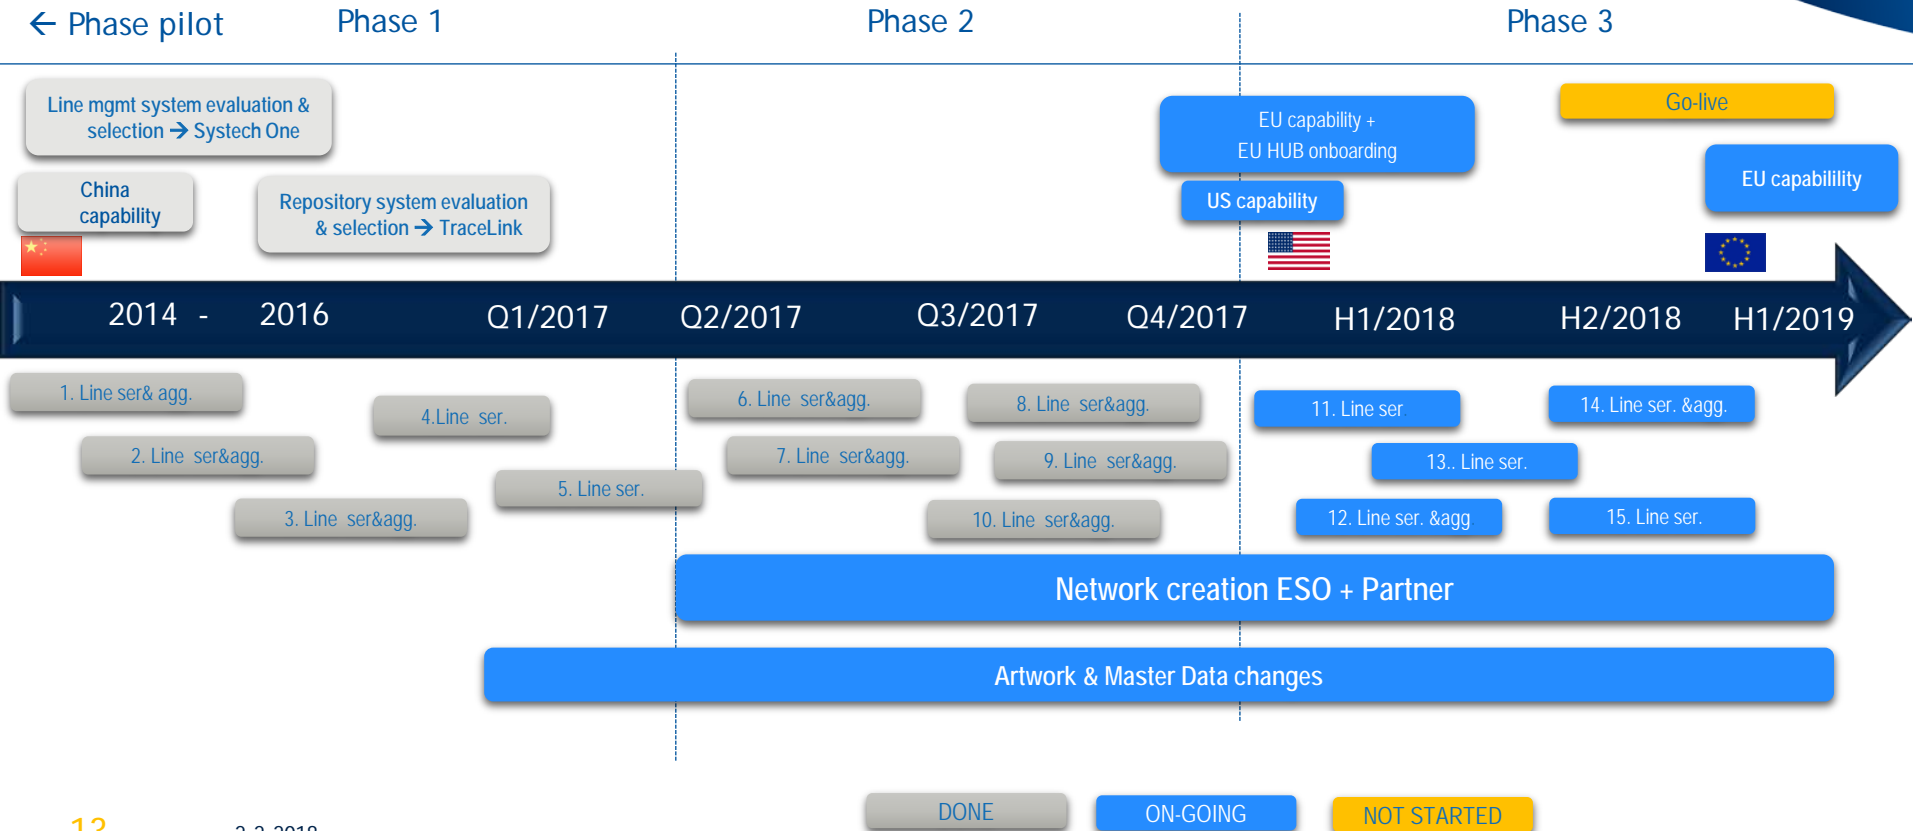 ← Phase pilot
Phase 1
Phase 2
Phase 3
Line mgmt system evaluation &
selection → Systech One
China
capability
Repository system evaluation
& selection → TraceLink
EU capability +
EU HUB onboarding
US capability
Go-live
EU capabilility
2014 - 2016 Q1/2017 Q2/2017 Q3/2017 Q4/2017 H1/2018 H2/2018 H1/2019
1. Line ser& agg.
2. Line ser&agg.
3. Line ser&agg.
4.Line ser.
5. Line ser.
6. Line ser&agg.
7. Line ser&agg.
8. Line ser&agg.
9. Line ser&agg.
10. Line ser&agg.
11. Line ser.
13.. Line ser.
12. Line ser. &agg.
14. Line ser. &agg.
15. Line ser.
Network creation ESO + Partner
Artwork & Master Data changes
DONE
ON-GOING
NOT STARTED